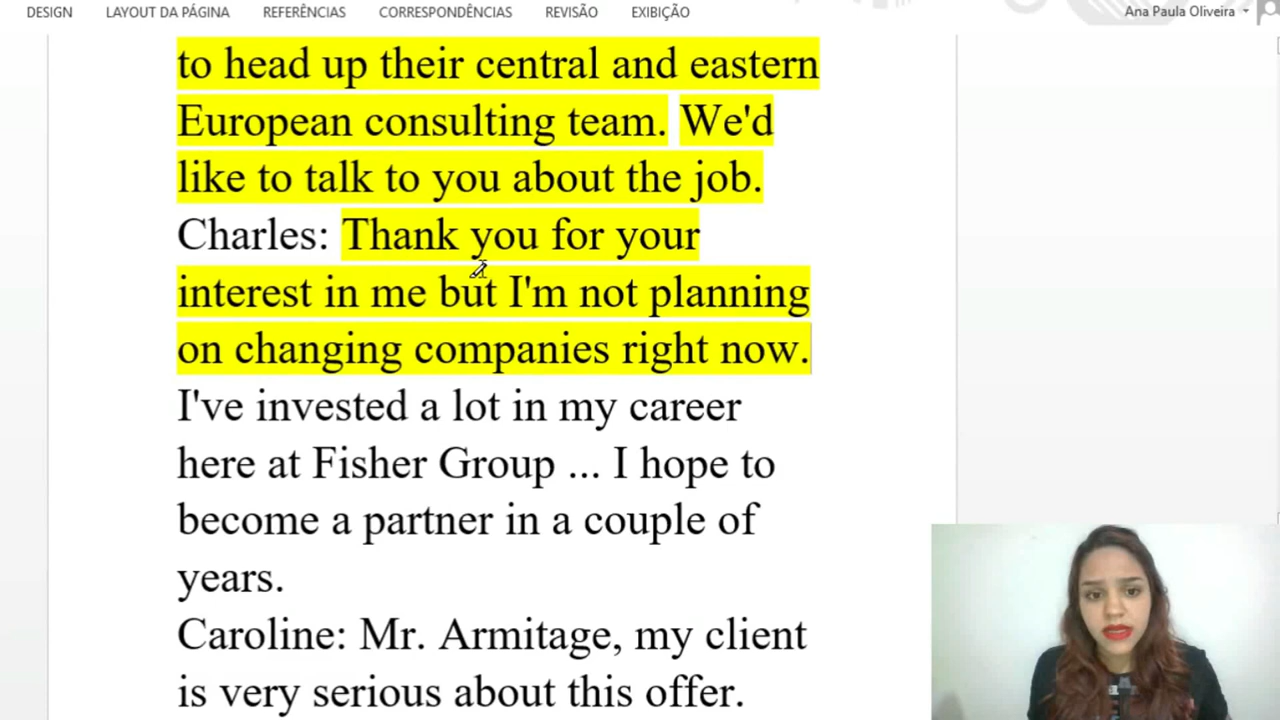 DESIGN LAYOUT DA PÁGINA REFERÊNCIAS CORRESPONDÊNCIAS REVISÃO EXIBIÇÃO Ana Paula Oliveira
to head up their central and eastern
European consulting team. We'd
like to talk to you about the job.
Charles: Thank you for your
interest in me but I'm not planning
on changing companies right now.
I've invested a lot in my career
here at Fisher Group ... I hope to
become a partner in a couple of
years.
Caroline: Mr. Armitage, my client
is very serious about this offer.